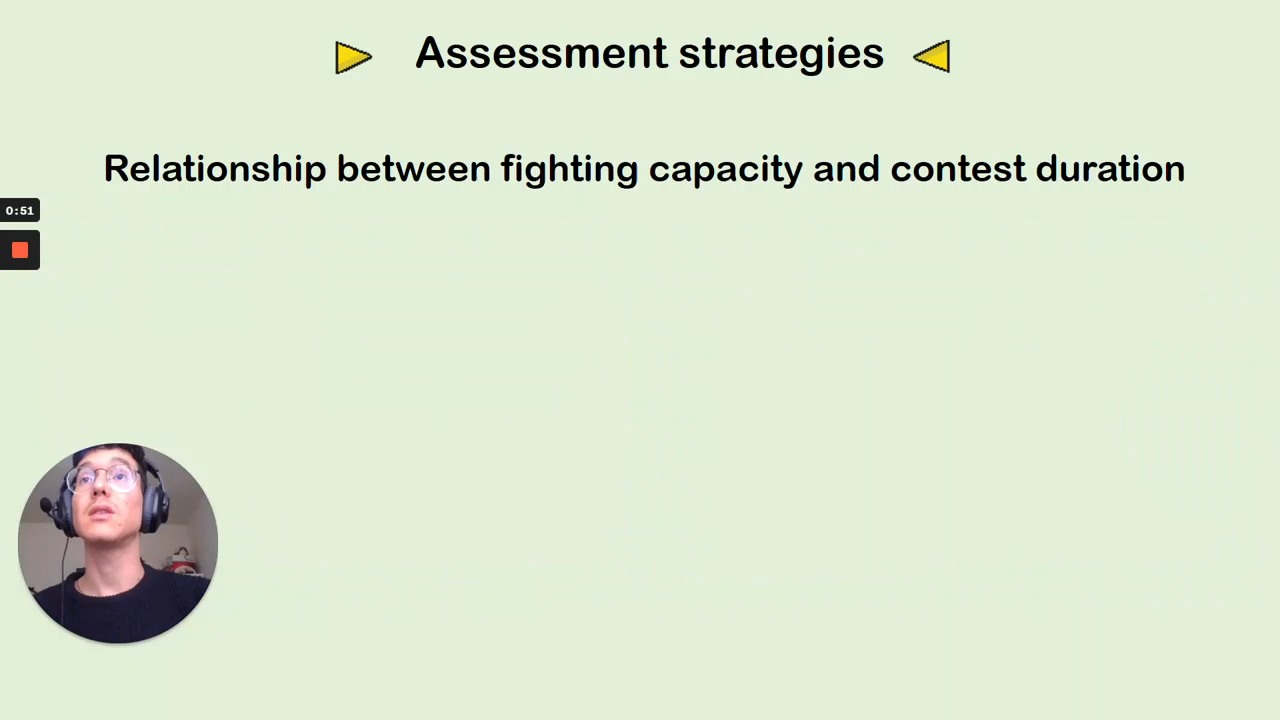 Assessment strategies
Relationship between fighting capacity and contest duration
0:51